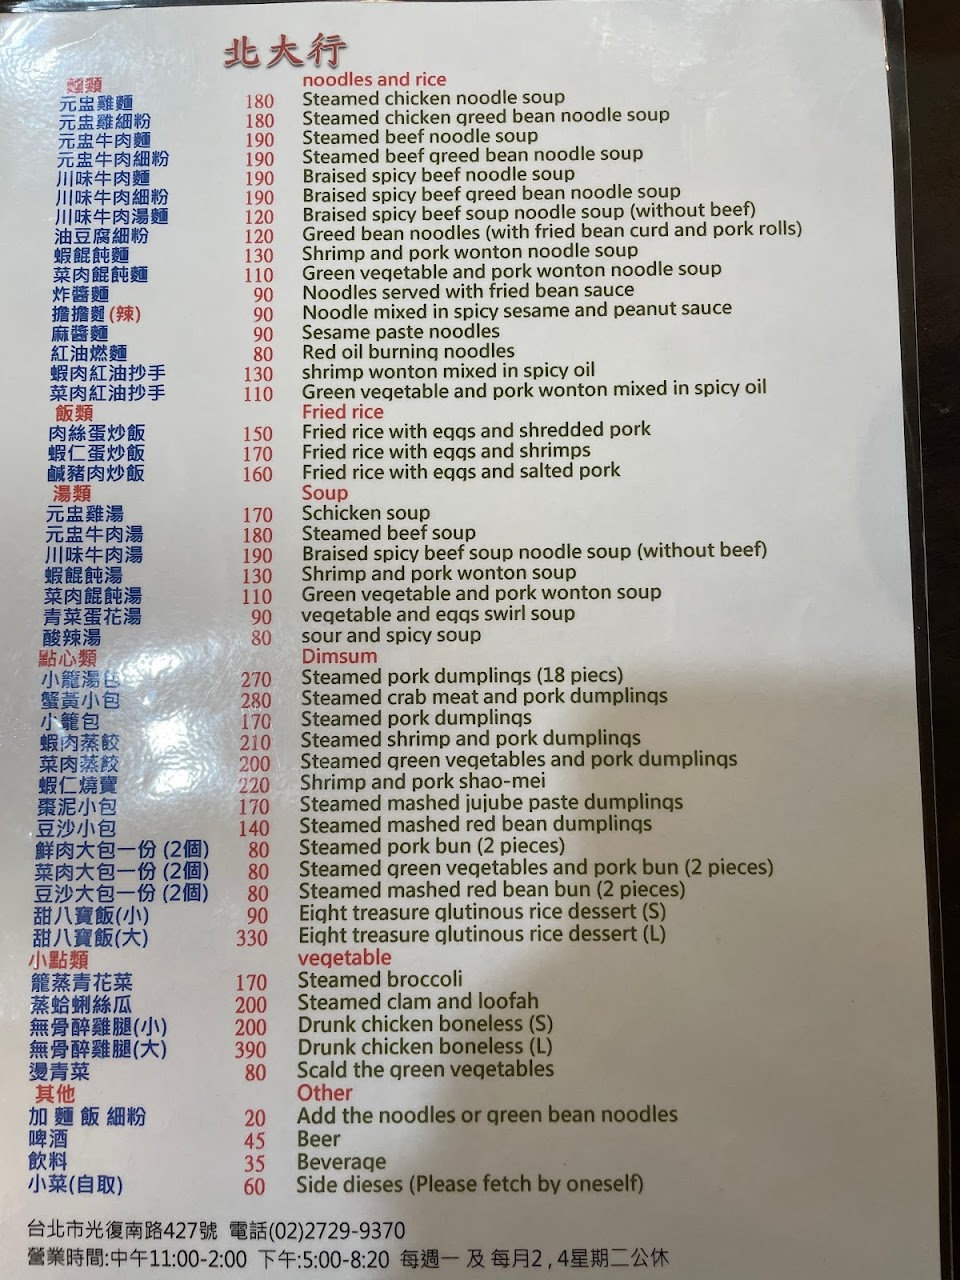 北大行
麵類 noodles and rice
元盅雞麵 180 Steamed chicken noodle soup
元盅雞細粉 180 Steamed chicken greed bean noodle soup
元盅牛肉麵 190 Steamed beef noodle soup
元盅牛肉細粉 190 Steamed beef greed bean noodle soup
川味牛肉麵 190 Braised spicy beef noodle soup
川味牛肉細粉 190 Braised spicy beef greed bean noodle soup
川味牛肉湯麵 120 Braised spicy beef soup noodle soup (without beef)
油豆腐細粉 120 Greed bean noodles (with fried bean curd and pork rolls)
蝦餛飩麵 130 Shrimp and pork wonton noodle soup
菜肉餛飩麵 110 Green vegetable and pork wonton noodle soup
炸醬麵 90 Noodles served with fried bean sauce
擔擔麵(辣) 90 Noodle mixed in spicy sesame and peanut sauce
麻醬麵 90 Sesame paste noodles
紅油燃麵 80 Red oil burning noodles
蝦肉紅油抄手 130 shrimp wonton mixed in spicy oil
菜肉紅油抄手 110 Green vegetable and pork wonton mixed in spicy oil
飯類 Fried rice
肉絲蛋炒飯 150 Fried rice with eggs and shredded pork
蝦仁蛋炒飯 170 Fried rice with eggs and shrimps
鹹豬肉炒飯 160 Fried rice with eggs and salted pork
湯類 Soup
元盅雞湯 170 Schicken soup
元盅牛肉湯 180 Steamed beef soup
川味牛肉湯 190 Braised spicy beef soup noodle soup (without beef)
蝦餛飩湯 130 Shrimp and pork wonton soup
菜肉餛飩湯 110 Green vegetable and pork wonton soup
青菜蛋花湯 90 vegetable and eggs swirl soup
酸辣湯 80 sour and spicy soup
點心類 Dimsum
小籠湯包 270 Steamed pork dumplings (18 piecs)
蟹黃小包 280 Steamed crab meat and pork dumplings
小籠包 170 Steamed pork dumplings
蝦肉蒸餃 210 Steamed shrimp and pork dumplings
菜肉蒸餃 200 Steamed green vegetables and pork dumplings
蝦仁燒賣 220 Shrimp and pork shao-mei
棗泥小包 170 Steamed mashed jujube paste dumplings
豆沙小包 140 Steamed mashed red bean dumplings
鮮肉大包一份 (2個) 80 Steamed pork bun (2 pieces)
菜肉大包一份 (2個) 80 Steamed green vegetables and pork bun (2 pieces)
豆沙大包一份 (2個) 80 Steamed mashed red bean bun (2 pieces)
甜八寶飯(小) 90 Eight treasure glutinous rice dessert (S)
甜八寶飯(大) 330 Eight treasure glutinous rice dessert (L)
小點類 vegetable
籠蒸青花菜 170 Steamed broccoli
蒸蛤蜊絲瓜 200 Steamed clam and loofah
無骨醉雞腿(小) 200 Drunk chicken boneless (S)
無骨醉雞腿(大) 390 Drunk chicken boneless (L)
燙青菜 80 Scald the green vegetables
其他 Other
加 麵 飯 細粉 20 Add the noodles or green bean noodles
啤酒 45 Beer
飲料 35 Beverage
小菜(自取) 60 Side dieses (Please fetch by oneself)
台北市光復南路427號 電話(02)2729-9370
營業時間:中午11:00-2:00 下午:5:00-8:20 每週一 及 每月2 , 4星期二公休